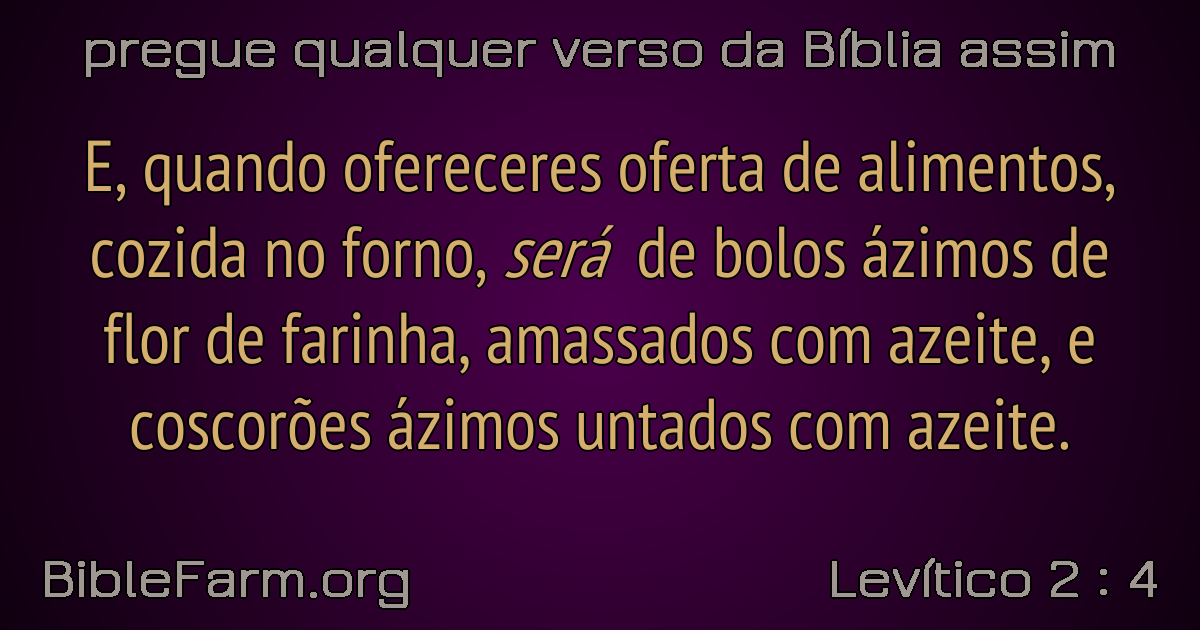 pregue qualquer verso da Bíblia assim
E, quando ofereceres oferta de alimentos,
cozida no forno, será de bolos ázimos de
flor de farinha, amassados com azeite, e
coscorões ázimos untados com azeite.
BibleFarm.org
Levítico 2 : 4